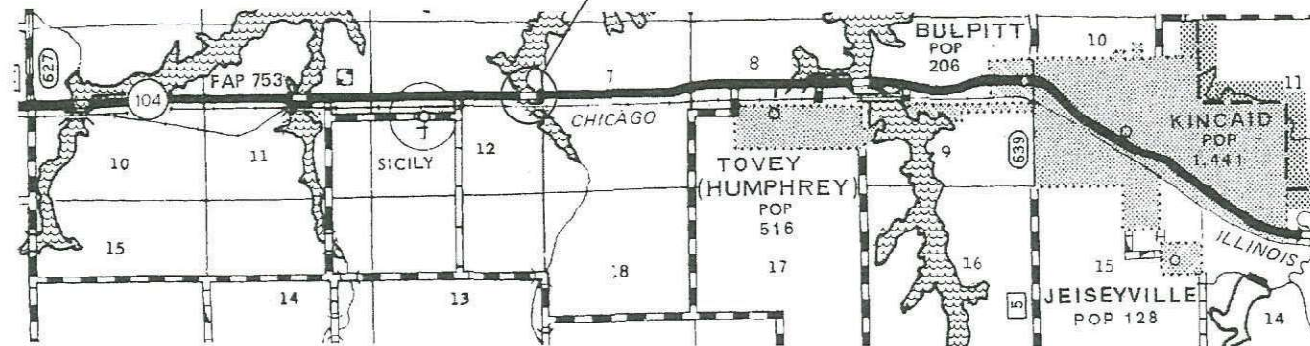 627
104
FAP 753
7
8
BULPITT
POP
206
10
11
CHICAGO
KINCAID
POP
1,441
10
11
SICILY
12
TOVEY
(HUMPHREY)
POP
516
9
639
15
14
13
18
17
16
5
15
JEISEYVILLE
POP 128
ILLINOIS
14